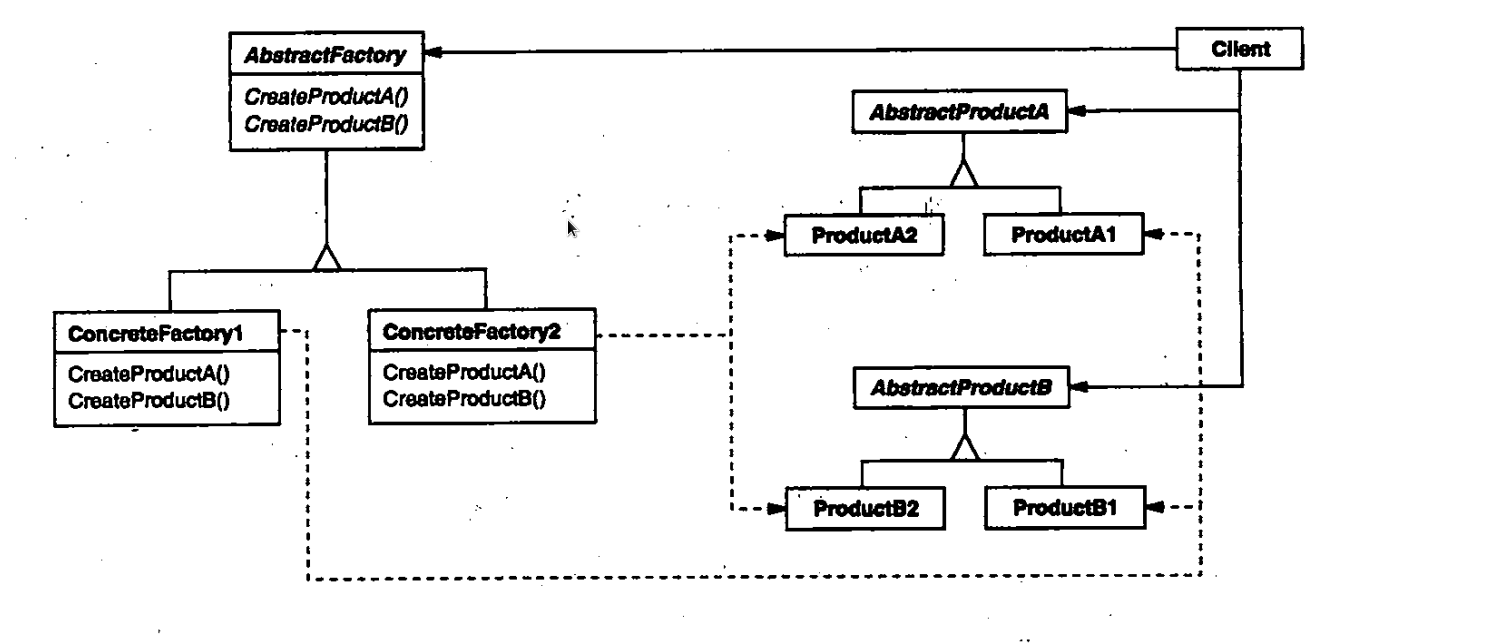 AbstractFactory
CreateProductA()
CreateProductB()
Client
AbstractProductA
ProductA2
ProductA1
ConcreteFactory1
CreateProductA()
CreateProductB()
ConcreteFactory2
CreateProductA()
CreateProductB()
AbstractProductB
ProductB2
ProductB1